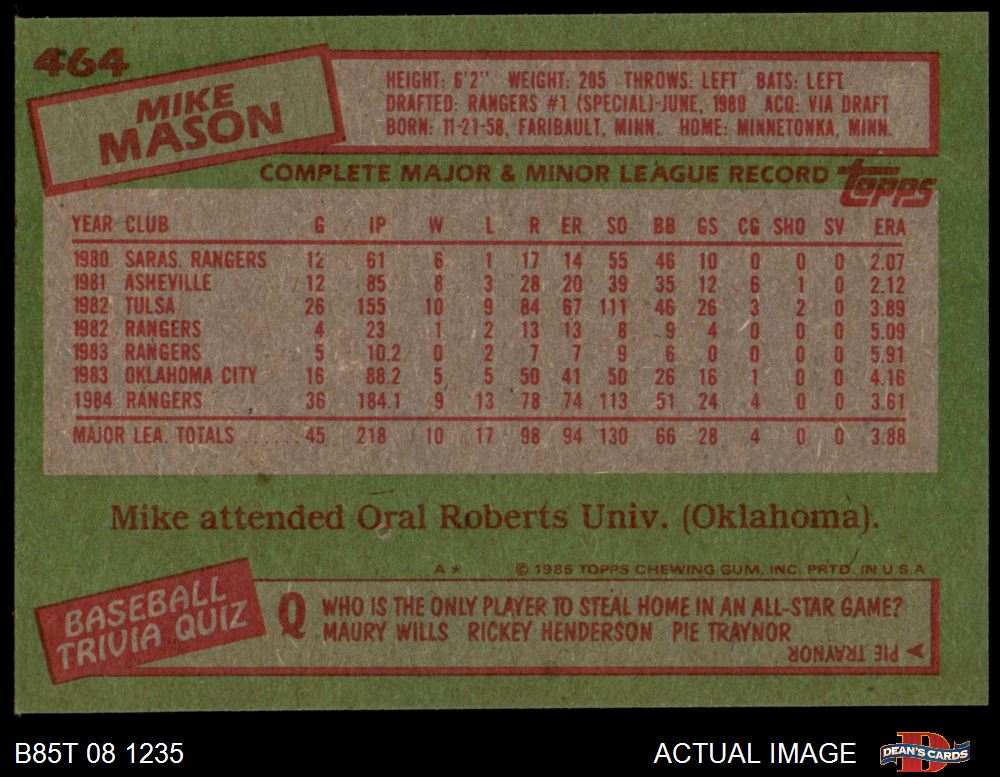 464
MIKE
MASON
HEIGHT: 6'2" WEIGHT: 205 THROWS: LEFT BATS: LEFT
DRAFTED: RANGERS #1 (SPECIAL)-JUNE, 1980 ACQ: VIA DRAFT
BORN: 11-21-58, FARIBAULT, MINN. HOME: MINNETONKA, MINN.
COMPLETE MAJOR & MINOR LEAGUE RECORD topps
YEAR CLUB G IP W L R ER SO BB GS CG SHO SV ERA
1980 SARAS. RANGERS 12 61 6 1 17 14 55 46 10 0 0 0 2.07
1981 ASHEVILLE 12 85 8 3 28 20 39 35 12 6 1 0 2.12
1982 TULSA 26 155 10 9 84 67 111 46 26 3 2 0 3.89
1982 RANGERS 4 23 1 2 13 13 8 9 4 0 0 0 5.09
1983 RANGERS 5 10.2 0 2 7 7 9 6 0 0 0 0 5.91
1983 OKLAHOMA CITY 16 88.2 5 5 50 41 50 26 16 1 0 0 4.16
1984 RANGERS 36 184.1 9 13 78 74 113 51 24 4 0 0 3.61
MAJOR LEA. TOTALS ...... 45 218 10 17 98 94 130 66 28 4 0 0 3.88
Mike attended Oral Roberts Univ. (Oklahoma).
A* © 1985 TOPPS CHEWING GUM, INC. PRTD. IN U.S.A
BASEBALL
TRIVIA QUIZ
Q WHO IS THE ONLY PLAYER TO STEAL HOME IN AN ALL-STAR GAME?
MAURY WILLS RICKEY HENDERSON PIE TRAYNOR
PIE TRAYNOR
B85T 08 1235
ACTUAL IMAGE
D
DEAN'S CARDS